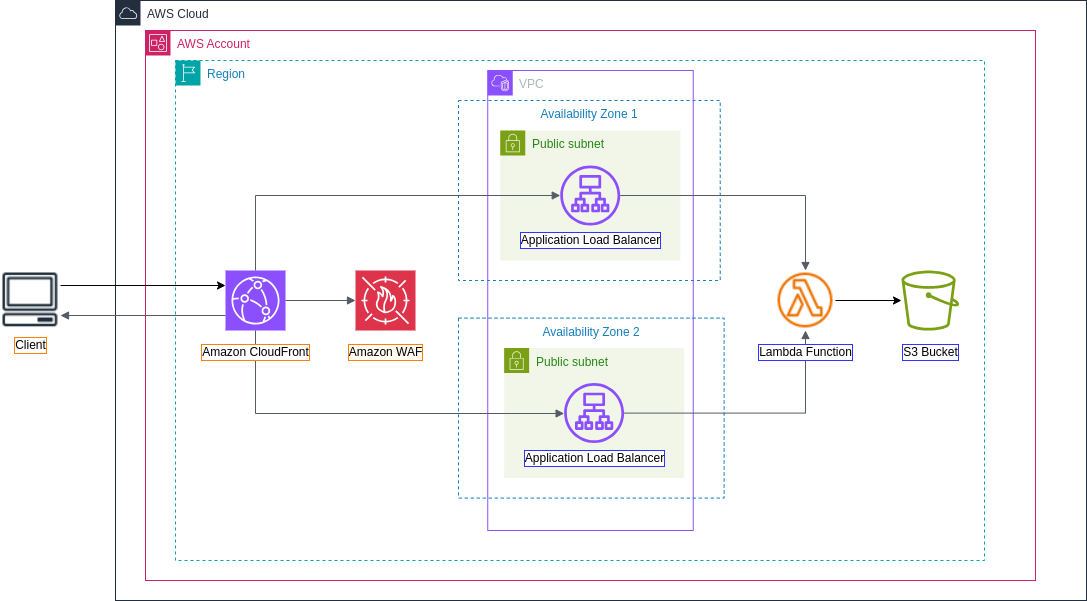 AWS Cloud
AWS Account
Region
VPC
Availability Zone 1
Public subnet
Application Load Balancer
Client
Amazon CloudFront
Amazon WAF
Availability Zone 2
Public subnet
Application Load Balancer
Lambda Function
S3 Bucket